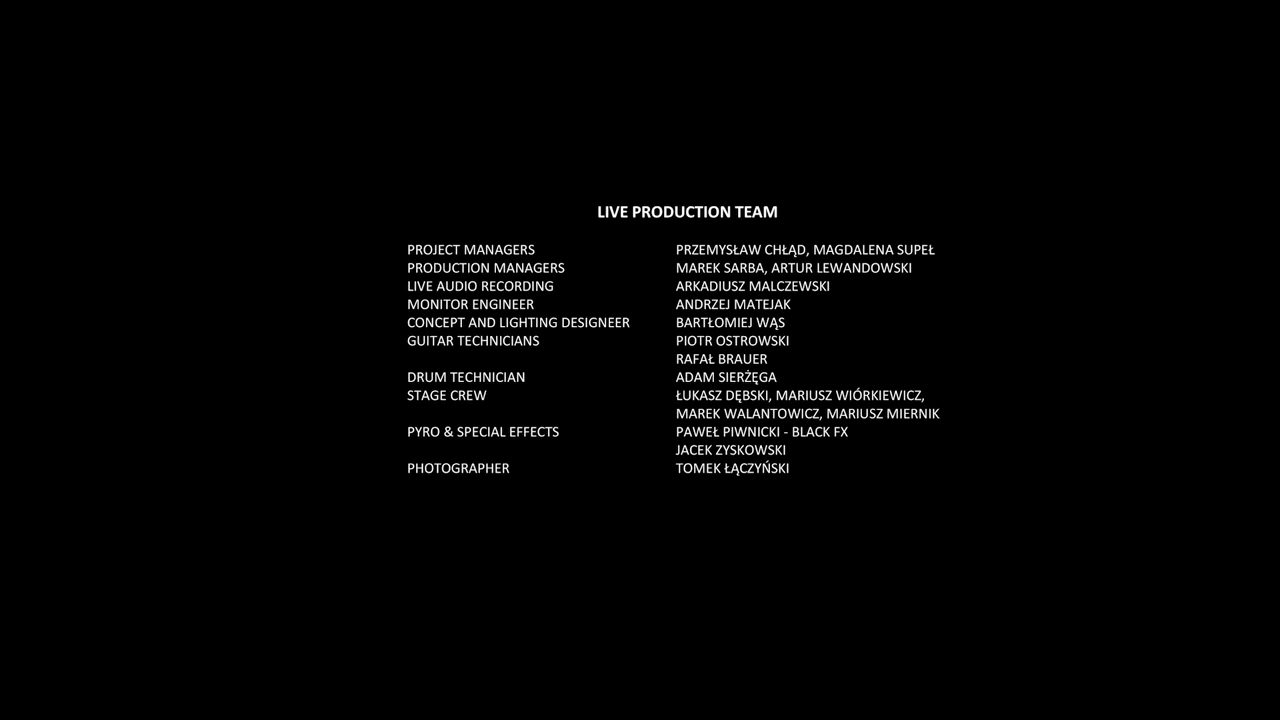 LIVE PRODUCTION TEAM
PROJECT MANAGERS PRZEMYSŁAW CHŁĄD, MAGDALENA SUPEŁ
PRODUCTION MANAGERS MAREK SARBA, ARTUR LEWANDOWSKI
LIVE AUDIO RECORDING ARKADIUSZ MALCZEWSKI
MONITOR ENGINEER ANDRZEJ MATEJAK
CONCEPT AND LIGHTING DESIGNEER BARTŁOMIEJ WĄS
GUITAR TECHNICIANS PIOTR OSTROWSKI
RAFAŁ BRAUER
DRUM TECHNICIAN ADAM SIERŻĘGA
STAGE CREW ŁUKASZ DĘBSKI, MARIUSZ WIÓRKIEWICZ,
MAREK WALANTOWICZ, MARIUSZ MIERNIK
PYRO & SPECIAL EFFECTS PAWEŁ PIWNICKI - BLACK FX
JACEK ZYSKOWSKI
PHOTOGRAPHER TOMEK ŁĄCZYŃSKI